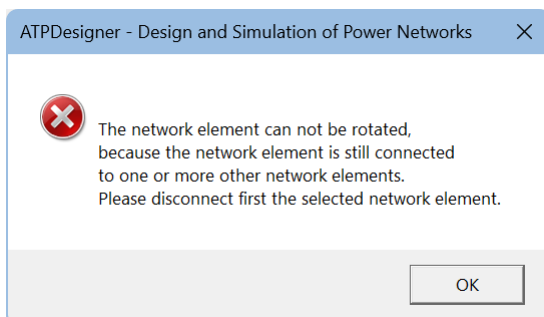 ATPDesigner - Design and Simulation of Power Networks
The network element can not be rotated,
because the network element is still connected
to one or more other network elements.
Please disconnect first the selected network element.
OK